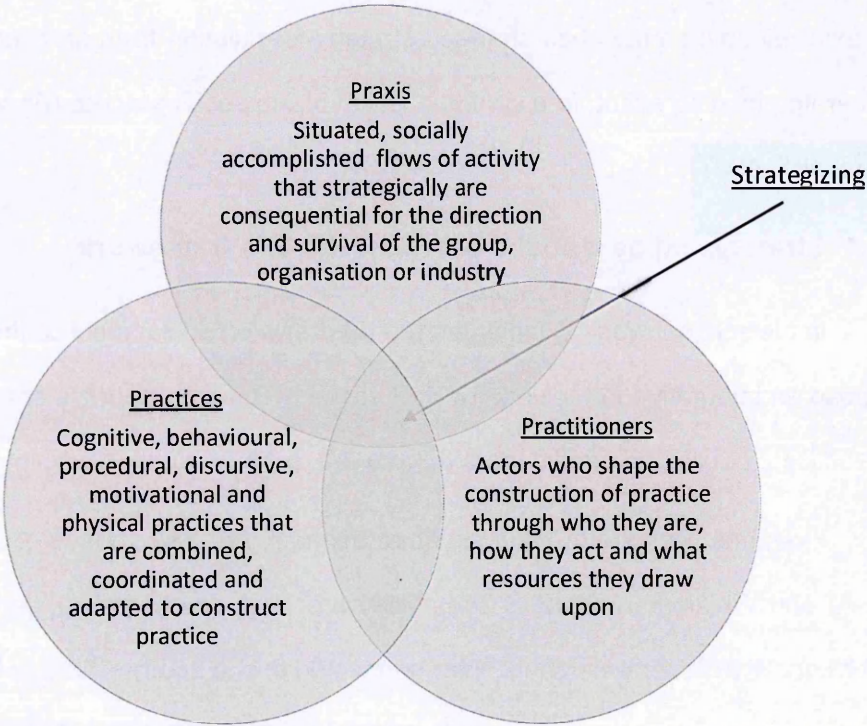 Praxis
Situated, socially
accomplished flows of activity
that strategically are
consequential for the direction
and survival of the group,
organisation or industry
Strategizing
Practices
Cognitive, behavioural,
procedural, discursive,
motivational and
physical practices that
are combined,
coordinated and
adapted to construct
practice
Practitioners
Actors who shape the
construction of practice
through who they are,
how they act and what
resources they draw
upon